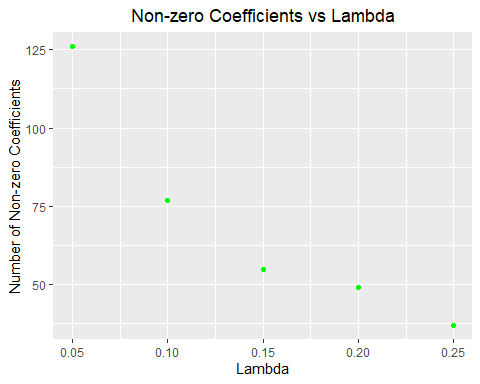 Non-zero Coefficients vs Lambda
Number of Non-zero Coefficients
125
100
75
50
0.05 0.10 0.15 0.20 0.25
Lambda